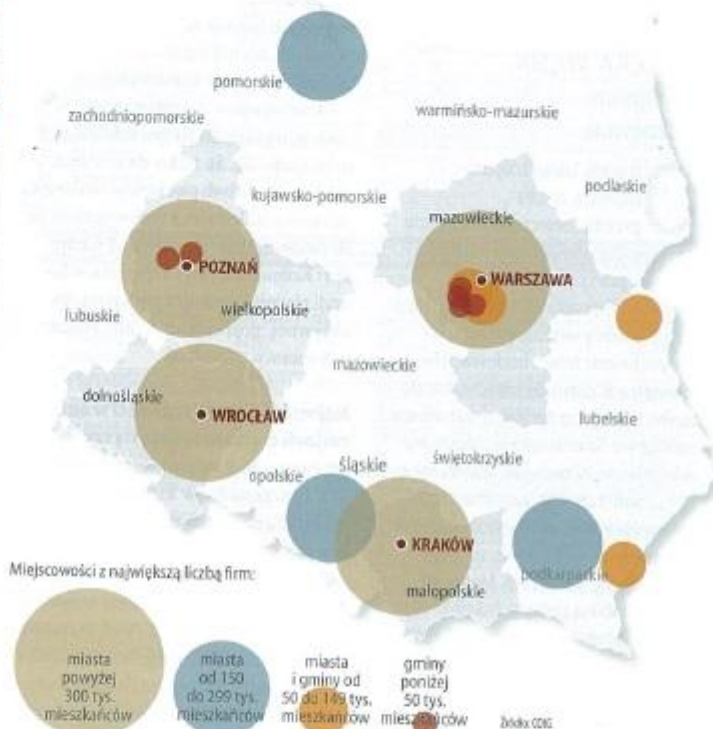 pomorskie
zachodniopomorskie
warmińsko-mazurskie
podlaskie
kujawsko-pomorskie
mazowieckie
POZNAŃ
WARSZAWA
wielkopolskie
lubuskie
mazowieckie
dolnośląskie
WROCŁAW
lubelskie
opolskie
śląskie
świętokrzyskie
KRAKÓW
podkarpackie
małopolskie
Miejscowości z największą liczbą firm:
miasta
powyżej
300 tys.
mieszkańców
miasta
od 150
do 299 tys.
mieszkańców
miasta
i gminy od
50 do 149 tys.
mieszkańców
gminy
poniżej
50 tys.
mieszkańców